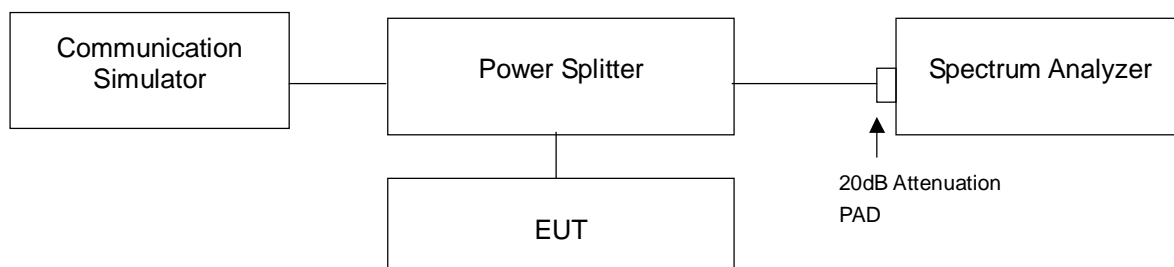 Communication
Simulator
Power Splitter
Spectrum Analyzer
20dB Attenuation
PAD
EUT